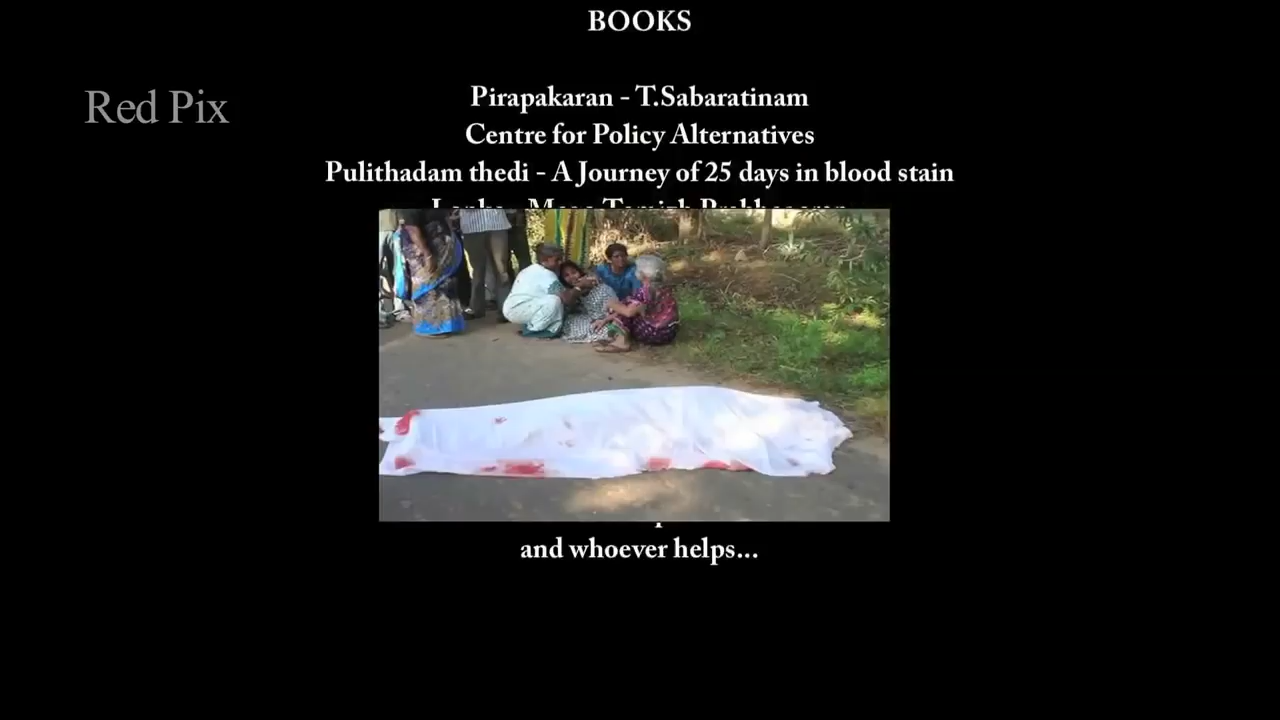 BOOKS
Red Pix
Pirapakaran - T.Sabaratinam
Centre for Policy Alternatives
Pulithadam thedi - A Journey of 25 days in blood stain
and whoever helps...